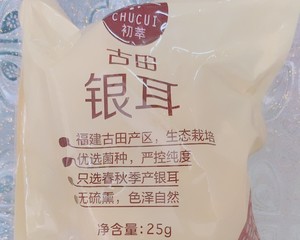 CHUCUI
初萃
古田
银耳
福建古田产区，生态栽培
优选菌种，严控纯度
只选春秋季产银耳
无硫熏，色泽自然
净含量：25g